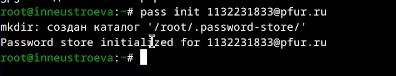 root@inneustroeva:~# pass init 1132231833@pfur.ru
mkdir: создан каталог '/root/.password-store/'
Password store initialized for 1132231833@pfur.ru
root@inneustroeva:~#